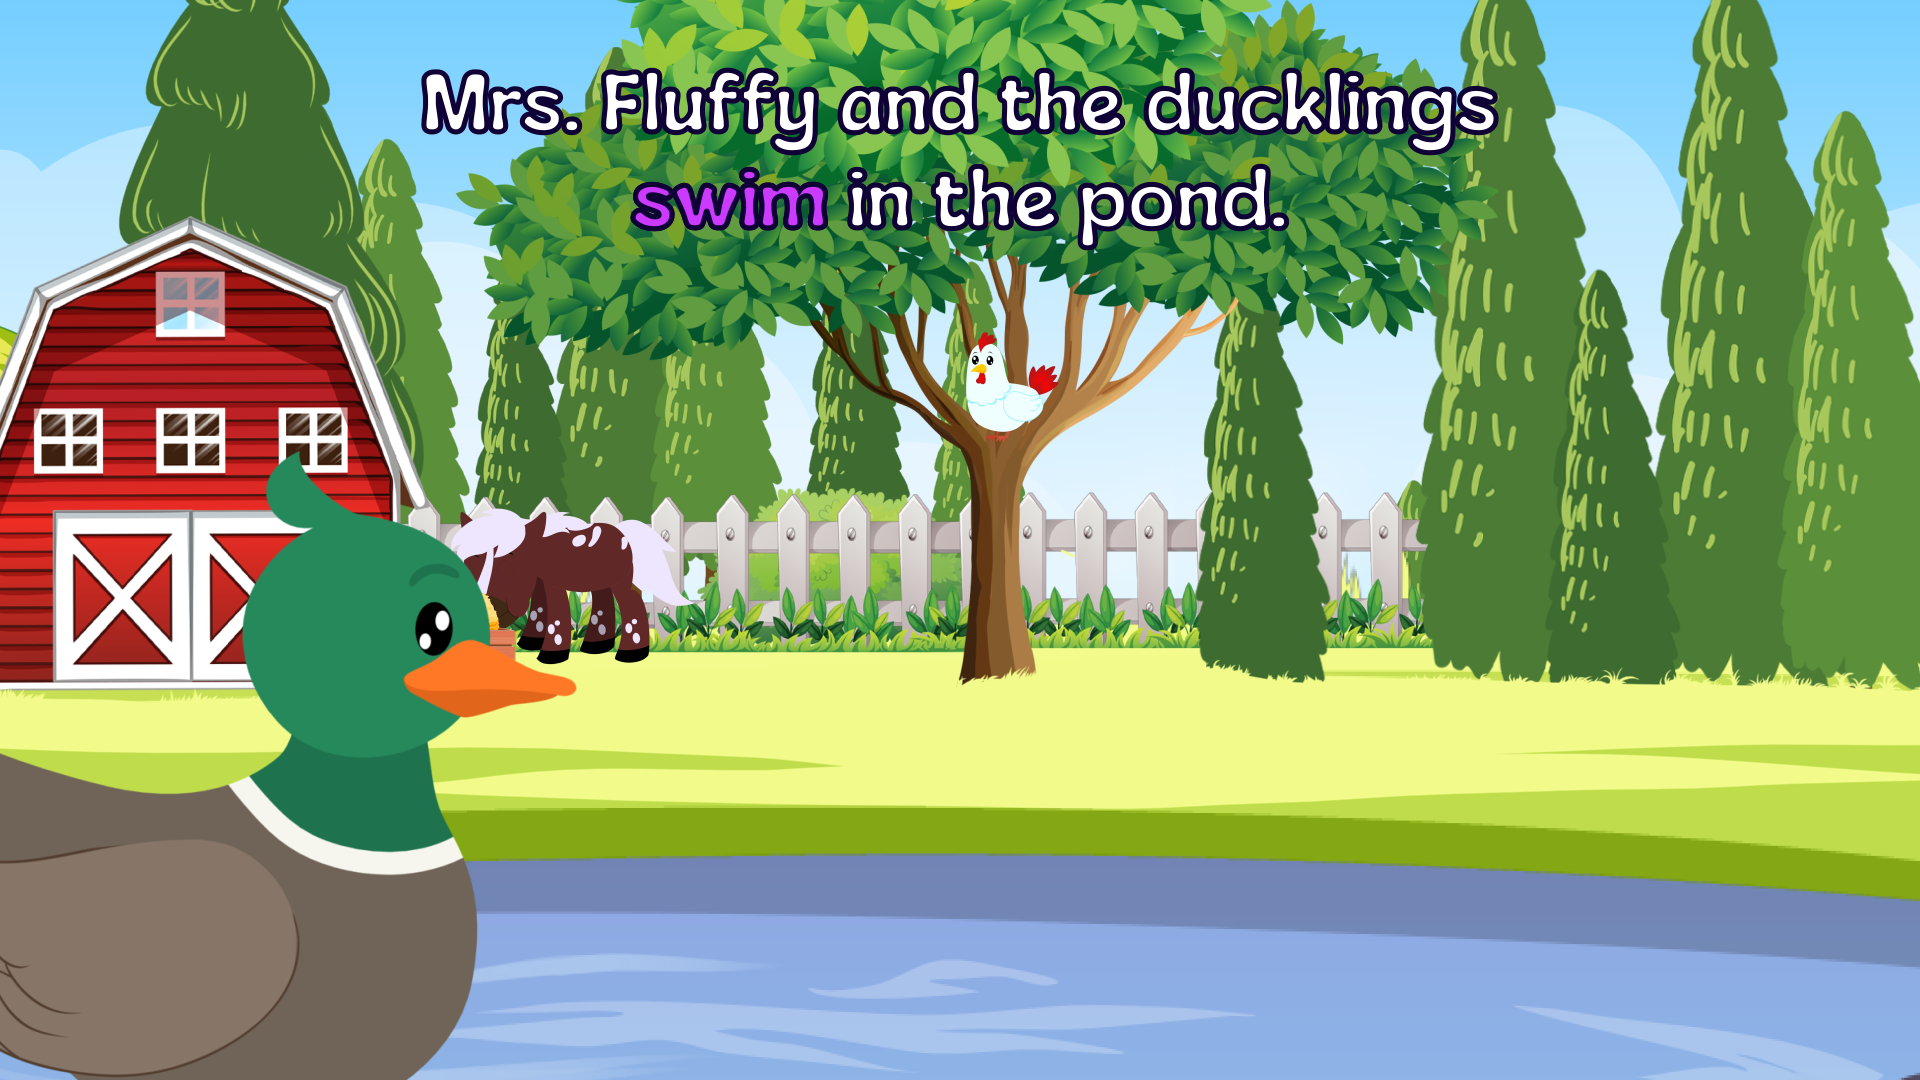 Mrs. Fluffy and the ducklings
swim in the pond.